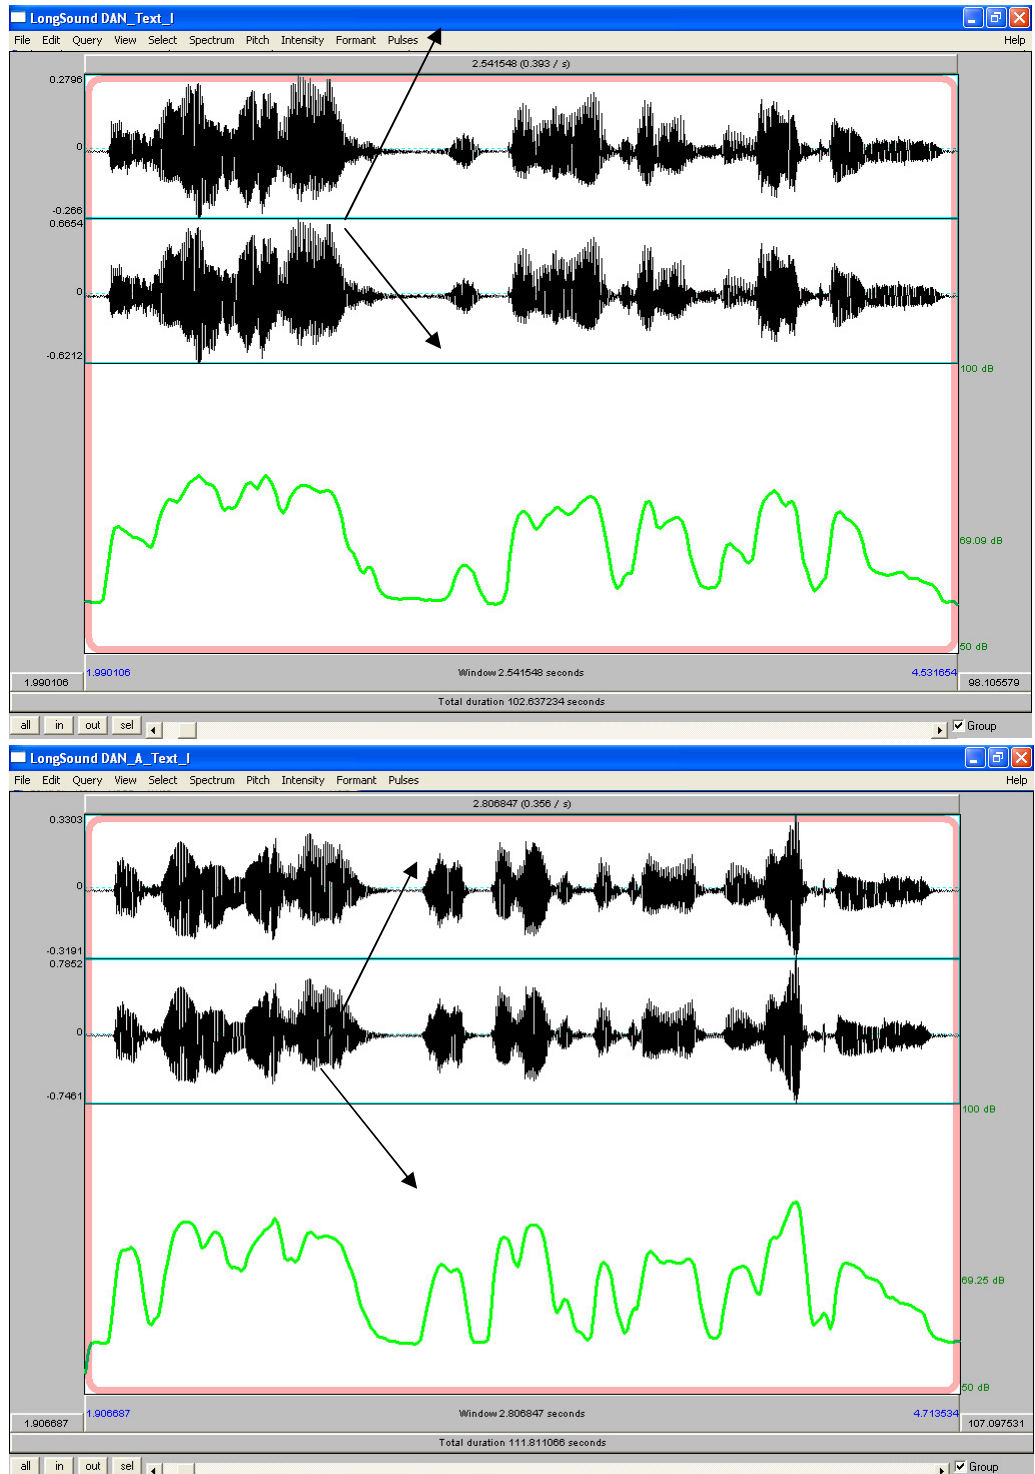 LongSound DAN_Text_I
File Edit Query View Select Spectrum Pitch Intensity Formant Pulses Help
2.541548 (0.393 / s)
0.2796
0
-0.266
0.6654
0
-0.6212
100 dB
69.09 dB
50 dB
1.990106 1.990106 Window 2.541548 seconds 4.531654 98.105579
Total duration 102.637234 seconds
all in out sel Group
LongSound DAN_A_Text_I
File Edit Query View Select Spectrum Pitch Intensity Formant Pulses Help
2.806847 (0.356 / s)
0.3303
0
-0.3191
0.7852
0
-0.7461
100 dB
69.25 dB
50 dB
1.906687 1.906687 Window 2.806847 seconds 4.713534 107.097531
Total duration 111.811066 seconds
all in out sel Group